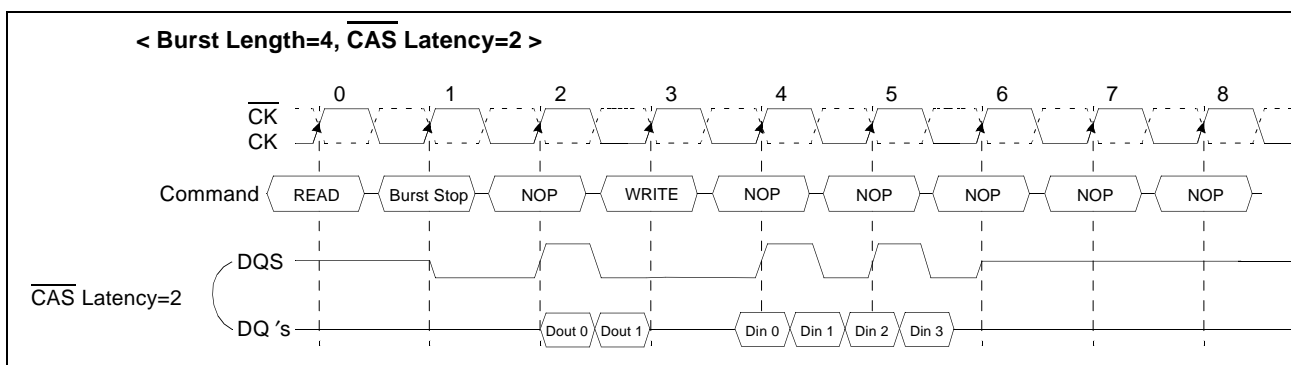 < Burst Length=4, CAS Latency=2 >
0 1 2 3 4 5 6 7 8
CK
CK
Command READ Burst Stop NOP WRITE NOP NOP NOP NOP NOP
DQS
CAS Latency=2
DQ 's Dout 0 Dout 1 Din 0 Din 1 Din 2 Din 3